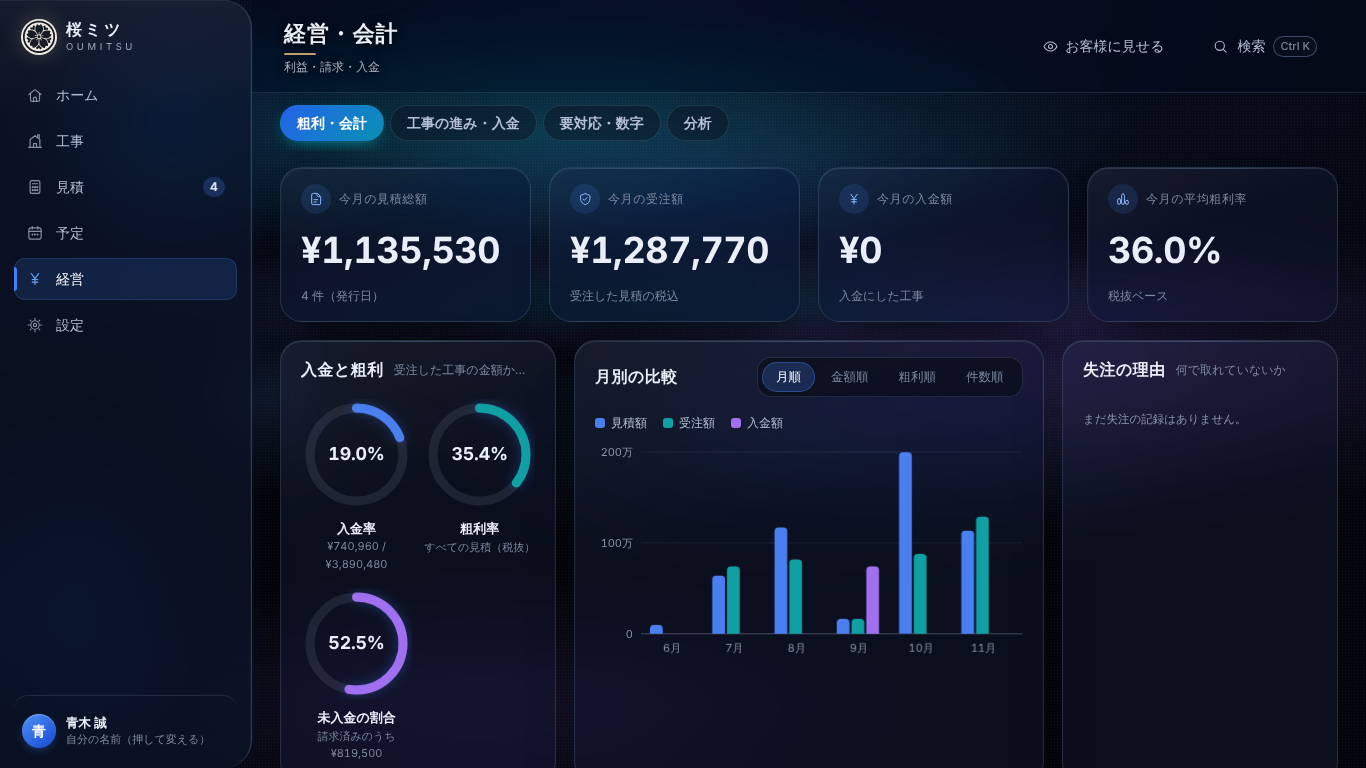 桜ミツ
OUMITSU
ホーム
工事
見積 4
予定
経営
設定
青
青木 誠
自分の名前（押して変える）
経営・会計
利益・請求・入金
お客様に見せる
検索 Ctrl K
粗利・会計
工事の進み・入金
要対応・数字
分析
今月の見積総額
¥1,135,530
4 件（発行日）
今月の受注額
¥1,287,770
受注した見積の税込
今月の入金額
¥0
入金にした工事
今月の平均粗利率
36.0%
税抜ベース
入金と粗利 受注した工事の金額か…
19.0%
入金率
¥740,960 /
¥3,890,480
35.4%
粗利率
すべての見積（税抜）
52.5%
未入金の割合
請求済みのうち
¥819,500
月別の比較
月順 金額順 粗利順 件数順
見積額 受注額 入金額
200万
100万
0
6月 7月 8月 9月 10月 11月
失注の理由 何で取れていないか
まだ失注の記録はありません。